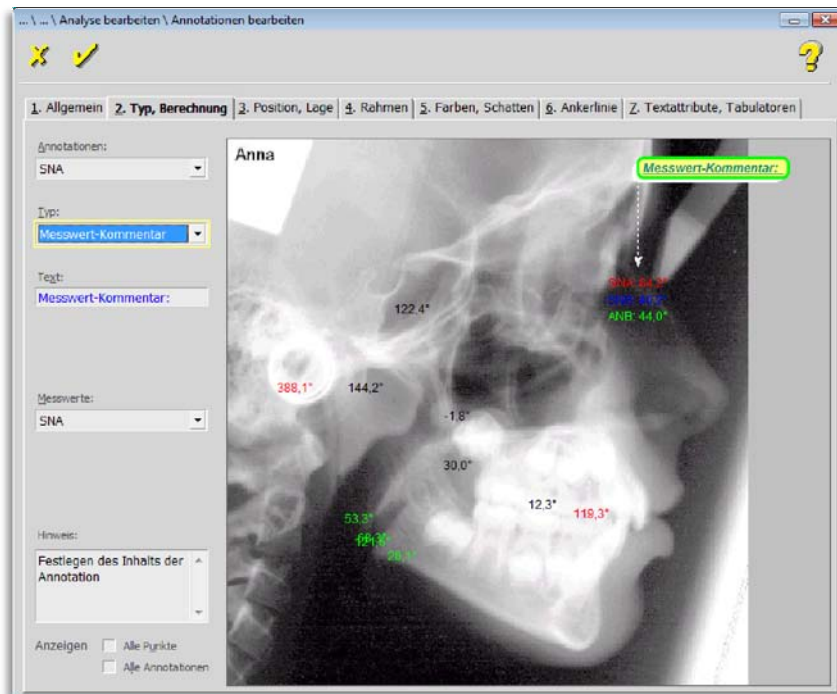 ... \ ... \ Analyse bearbeiten \ Annotationen bearbeiten
1. Allgemein 2. Typ, Berechnung 3. Position, Lage 4. Rahmen 5. Farben, Schatten 6. Ankerlinie 7. Textattribute, Tabulatoren
Annotationen:
SNA
Typ:
Messwert-Kommentar
Text:
Messwert-Kommentar:
Messwerte:
SNA
Hinweis:
Festlegen des Inhalts der
Annotation
Anzeigen Alle Punkte
Alle Annotationen
Anna
Messwert-Kommentar:
ANB: 44,0°
122,4°
388,1°
144,2°
-1,8°
30,0°
12,3°
119,3°
53,3°